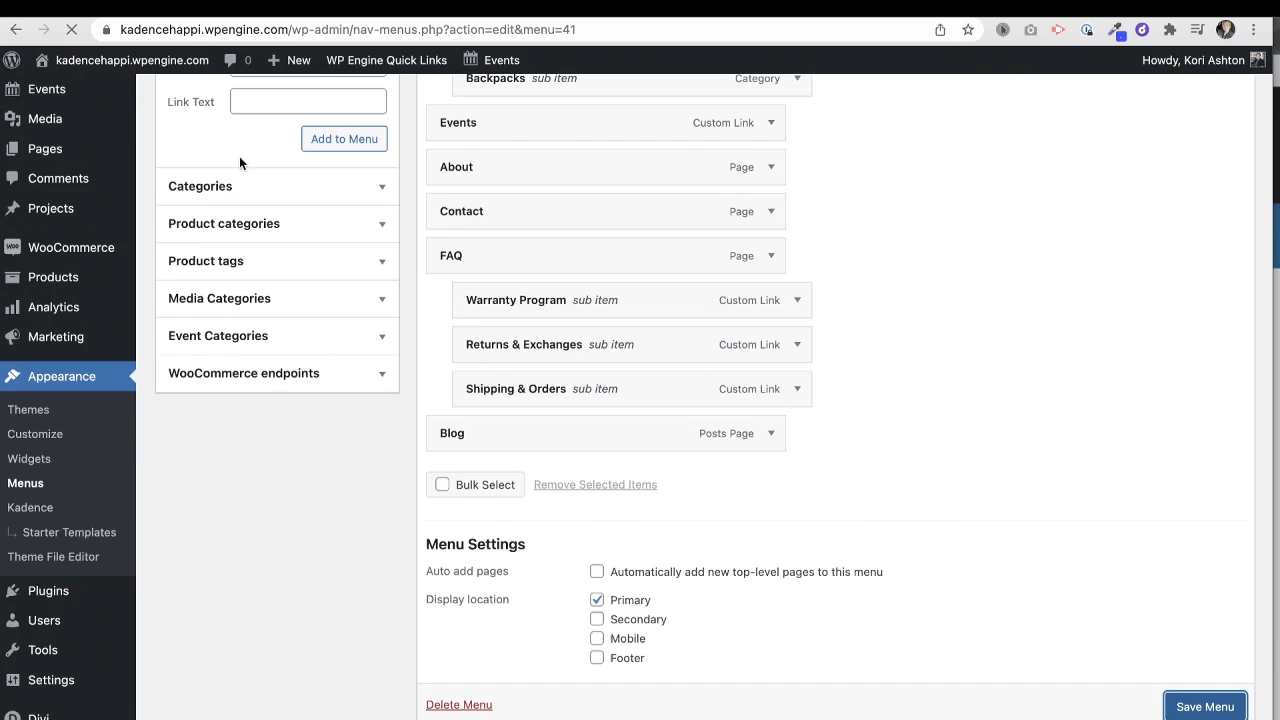 kadencehappi.wpengine.com/wp-admin/nav-menus.php?action=edit&menu=41
kadencehappi.wpengine.com 0 New WP Engine Quick Links Events Howdy, Kori Ashton
Events
Media
Pages
Comments
Projects
WooCommerce
Products
Analytics
Marketing
Appearance
Themes
Customize
Widgets
Menus
Kadence
Starter Templates
Theme File Editor
Plugins
Users
Tools
Settings
Divi
Link Text
Add to Menu
Categories
Product categories
Product tags
Media Categories
Event Categories
WooCommerce endpoints
Backpacks sub item Category
Events Custom Link
About Page
Contact Page
FAQ Page
Warranty Program sub item Custom Link
Returns & Exchanges sub item Custom Link
Shipping & Orders sub item Custom Link
Blog Posts Page
Bulk Select Remove Selected Items
Menu Settings
Auto add pages Automatically add new top-level pages to this menu
Display location Primary
Secondary
Mobile
Footer
Delete Menu Save Menu